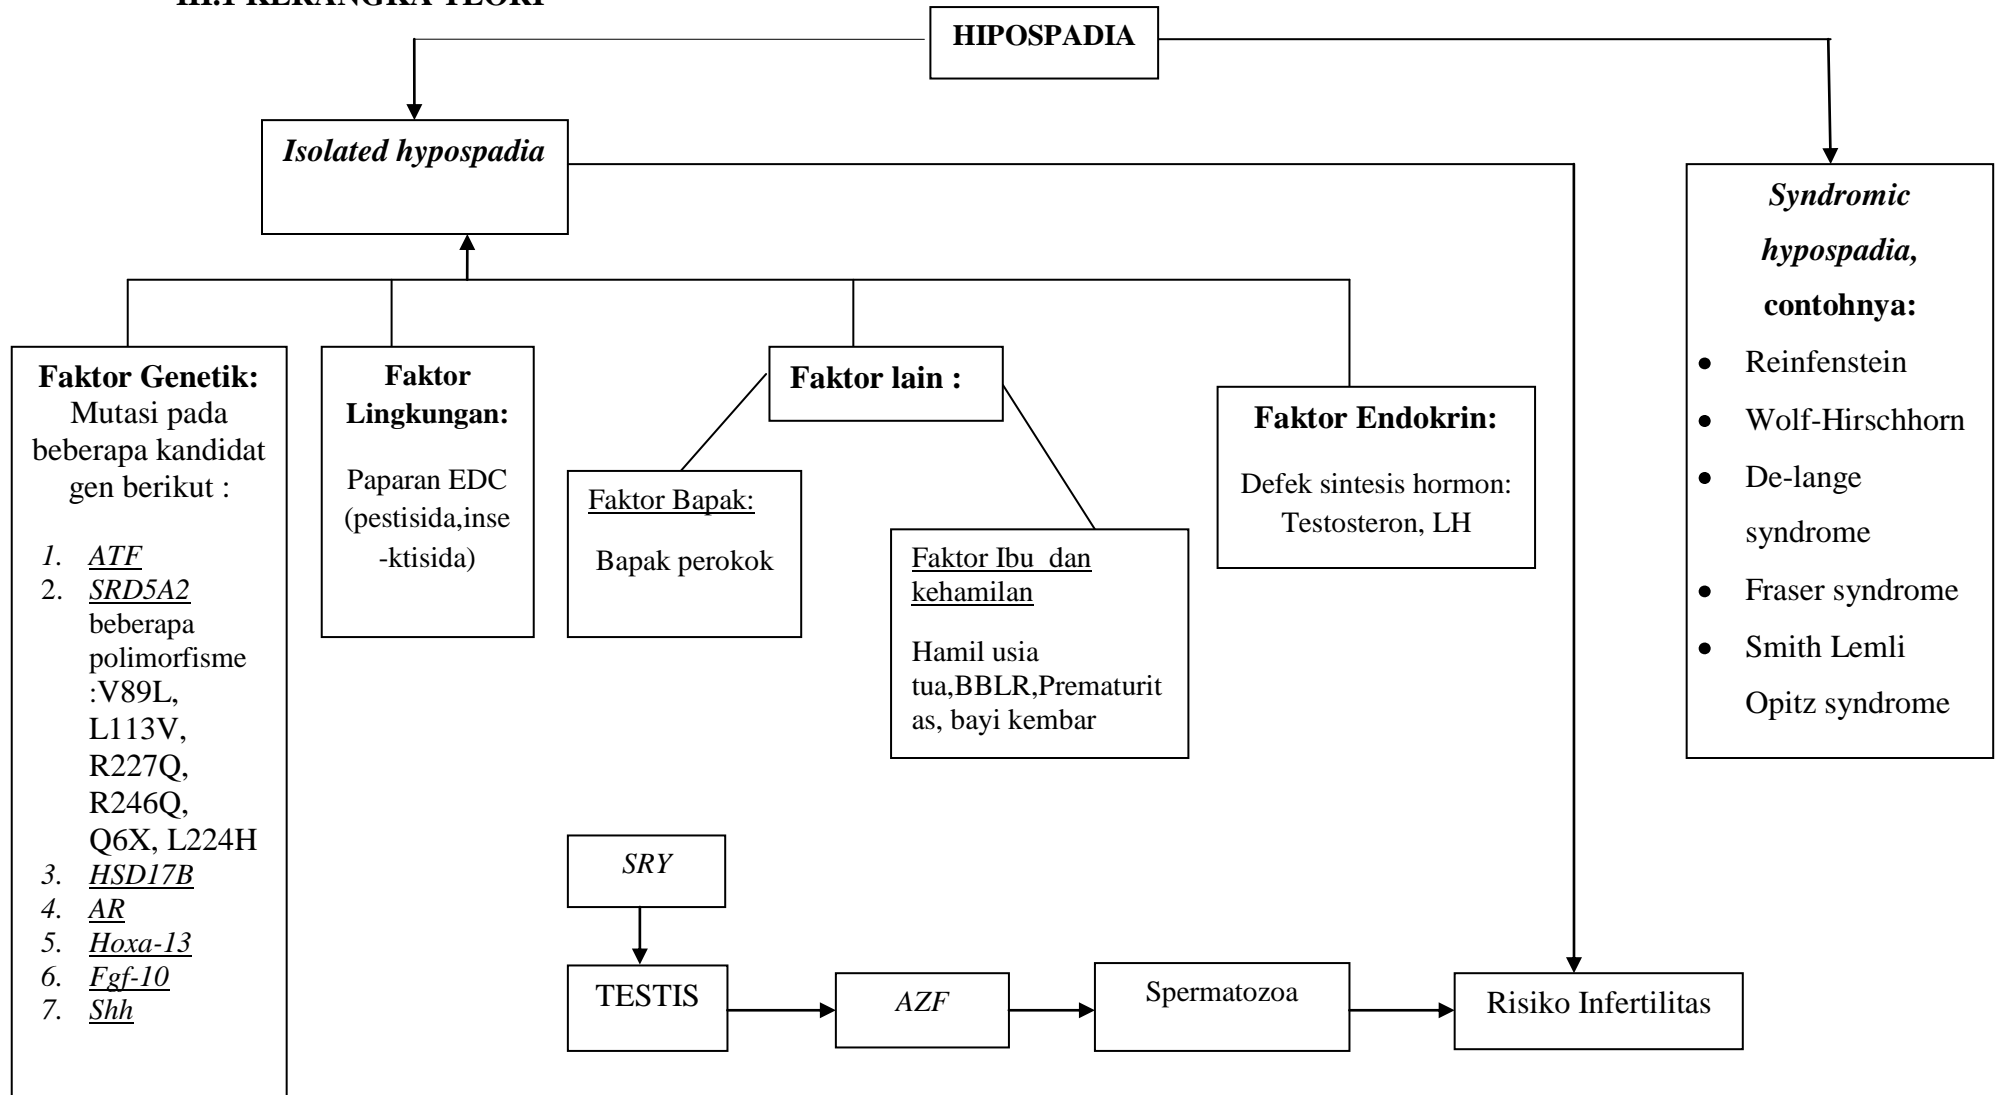 III.1 KERANGKA TEORI
HIPOSPADIA
Isolated hypospadia
Syndromic
hypospadia,
contohnya:
• Reinfenstein
• Wolf-Hirschhorn
• De-lange
syndrome
• Fraser syndrome
• Smith Lemli
Opitz syndrome
Faktor Genetik:
Mutasi pada
beberapa kandidat
gen berikut :
1. ATF
2. SRD5A2
beberapa
polimorfisme
:V89L,
L113V,
R227Q,
R246Q,
Q6X, L224H
3. HSD17B
4. AR
5. Hoxa-13
6. Fgf-10
7. Shh
Faktor
Lingkungan:
Paparan EDC
(pestisida,inse
-ktisida)
Faktor lain :
Faktor Bapak:
Bapak perokok
Faktor Ibu dan
kehamilan
Hamil usia
tua,BBLR,Prematurit
as, bayi kembar
Faktor Endokrin:
Defek sintesis hormon:
Testosteron, LH
SRY
TESTIS
AZF
Spermatozoa
Risiko Infertilitas